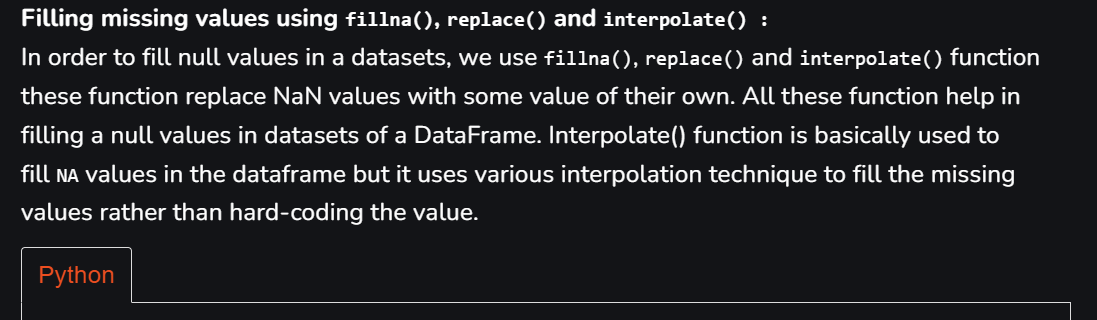 Filling missing values using fillna(), replace() and interpolate() :
In order to fill null values in a datasets, we use fillna(), replace() and interpolate() function
these function replace NaN values with some value of their own. All these function help in
filling a null values in datasets of a DataFrame. Interpolate() function is basically used to
fill NA values in the dataframe but it uses various interpolation technique to fill the missing
values rather than hard-coding the value.
Python